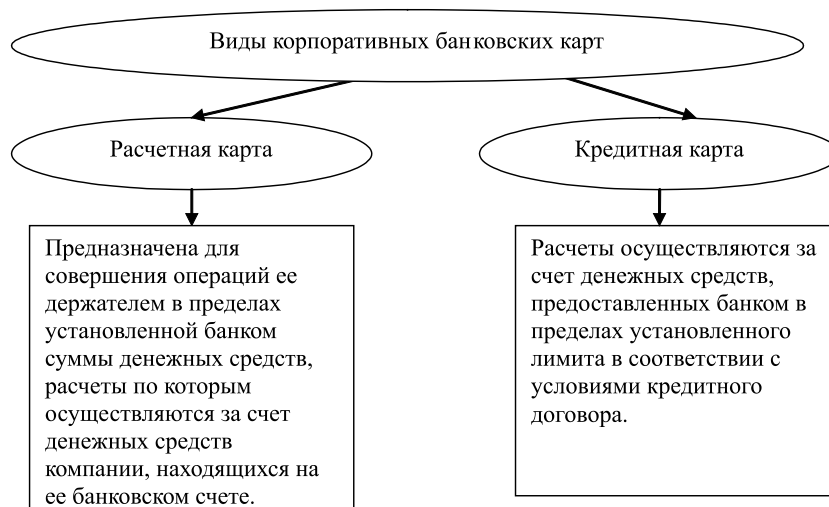 Виды корпоративных банковских карт
Расчетная карта
Кредитная карта
Предназначена для
совершения операций ее
держателем в пределах
установленной банком
суммы денежных средств,
расчеты по которым
осуществляются за счет
денежных средств
компании, находящихся на
ее банковском счете.
Расчеты осуществляются за
счет денежных средств,
предоставленных банком в
пределах установленного
лимита в соответствии с
условиями кредитного
договора.